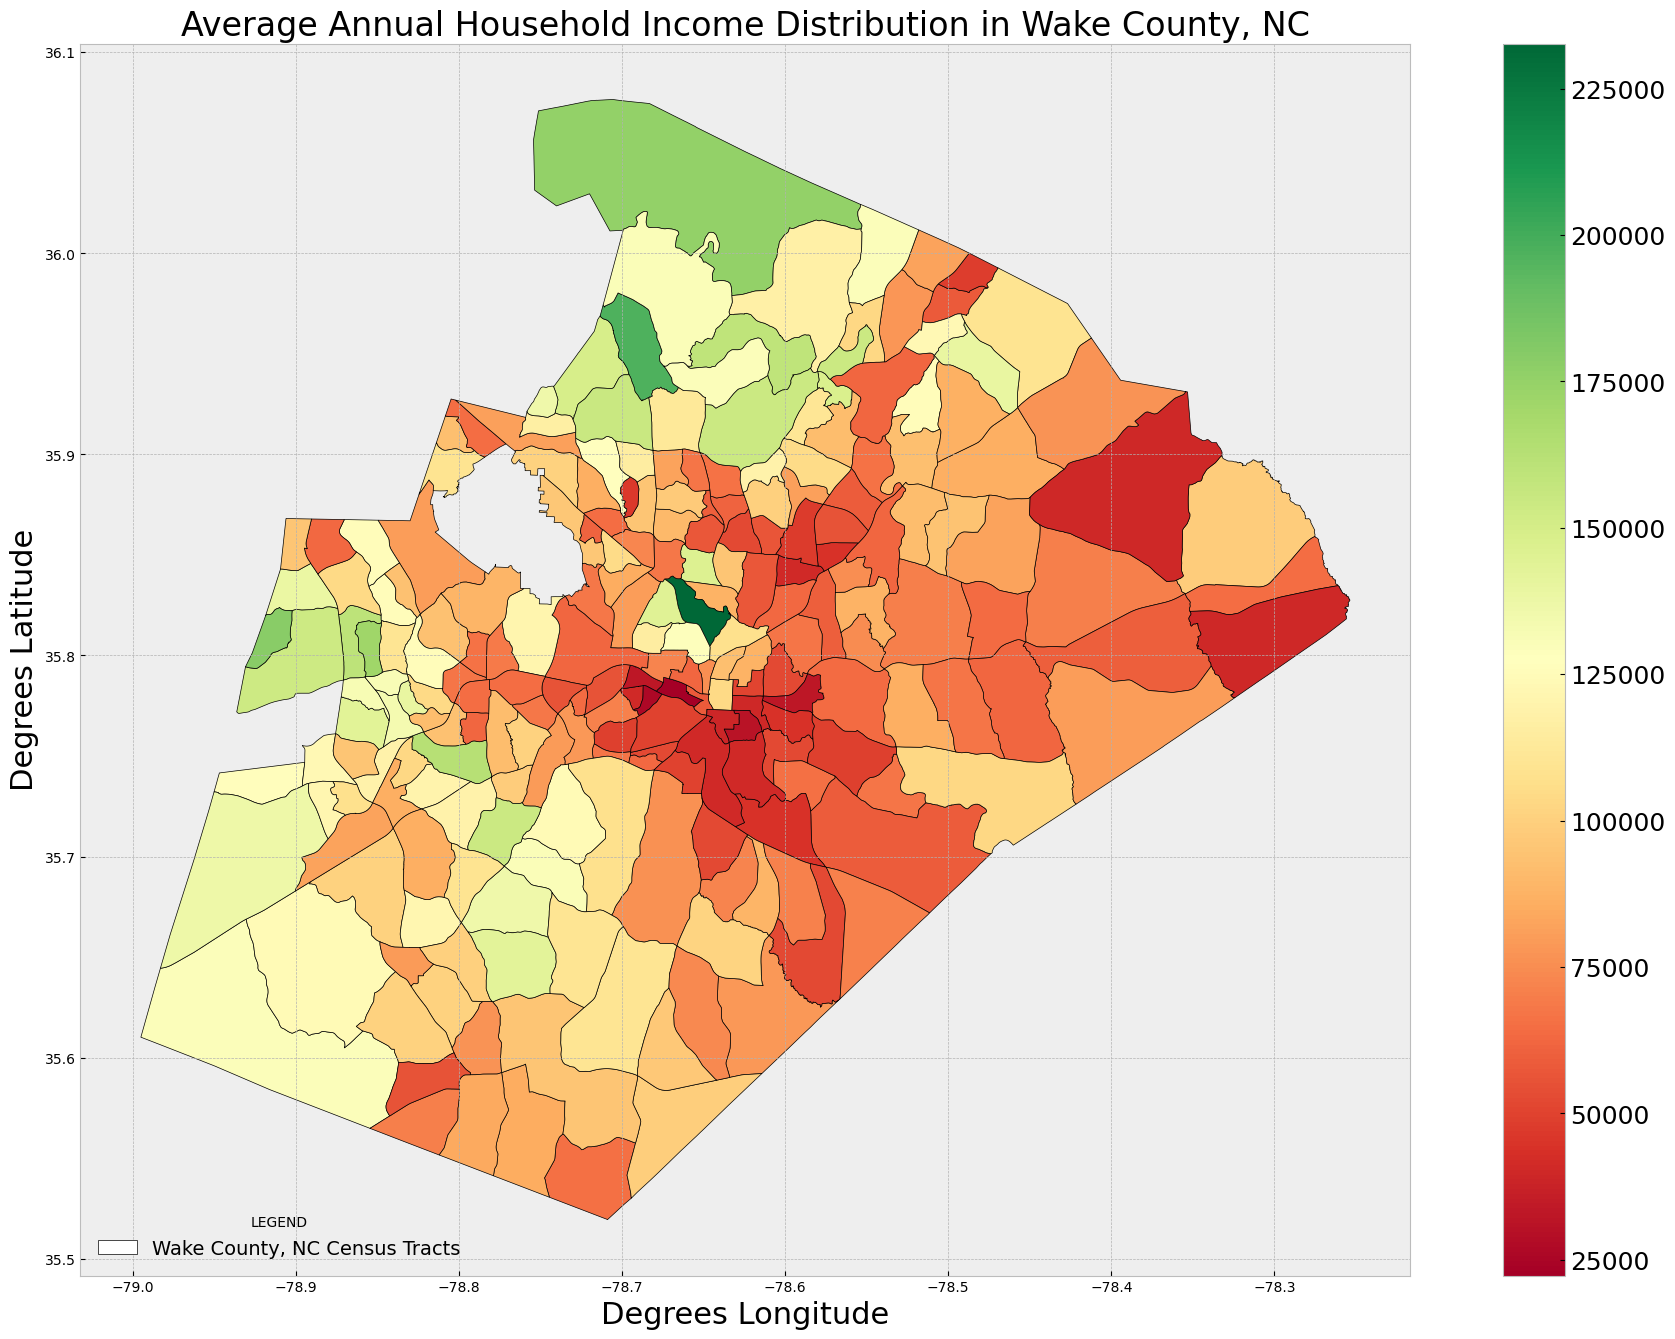 Average Annual Household Income Distribution in Wake County, NC
36.1
36.0
35.9
35.8
35.7
35.6
35.5
Degrees Latitude
225000
200000
175000
150000
125000
100000
75000
50000
25000
LEGEND
Wake County, NC Census Tracts
−79.0 −78.9 −78.8 −78.7 −78.6 −78.5 −78.4 −78.3
Degrees Longitude